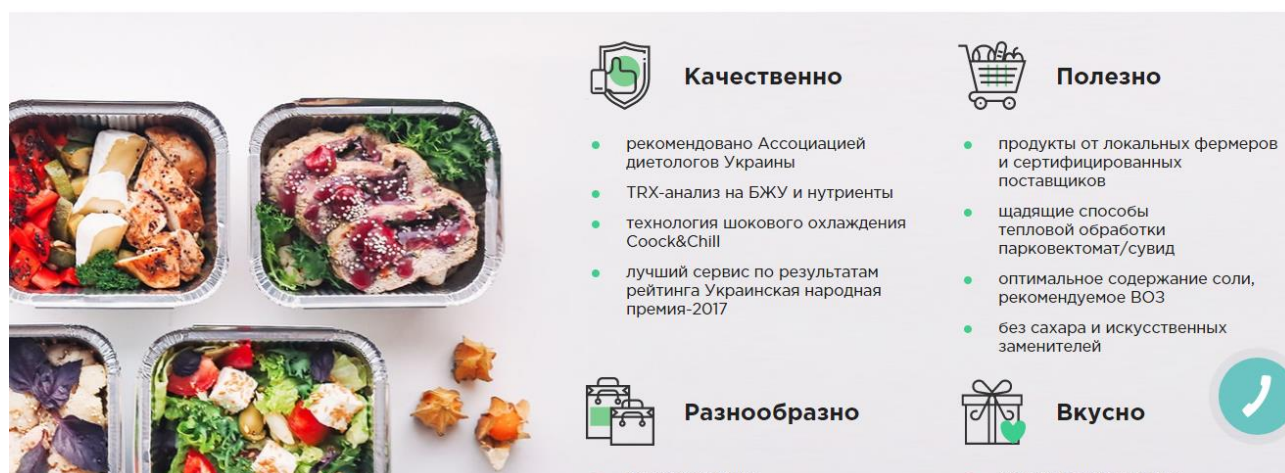 Качественно
рекомендовано Ассоциацией
диетологов Украины
TRX-анализ на БЖУ и нутриенты
технология шокового охлаждения
Coock&Chill
лучший сервис по результатам
рейтинга Украинская народная
премия-2017
Полезно
продукты от локальных фермеров
и сертифицированных
поставщиков
щадящие способы
тепловой обработки
парковектомат/сувид
оптимальное содержание соли,
рекомендуемое ВОЗ
без сахара и искусственных
заменителей
Разнообразно
Вкусно